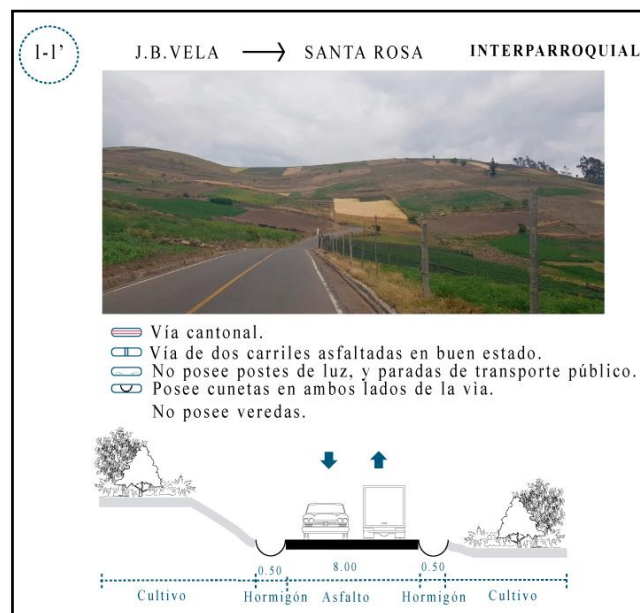 1-1’ J.B.VELA SANTA ROSA INTERPARROQUIAL
Vía cantonal.
Vía de dos carriles asfaltadas en buen estado.
No posee postes de luz, y paradas de transporte público.
Posee cunetas en ambos lados de la via.
No posee veredas.
0.50 8.00 0.50
Cultivo Hormigón Asfalto Hormigón Cultivo